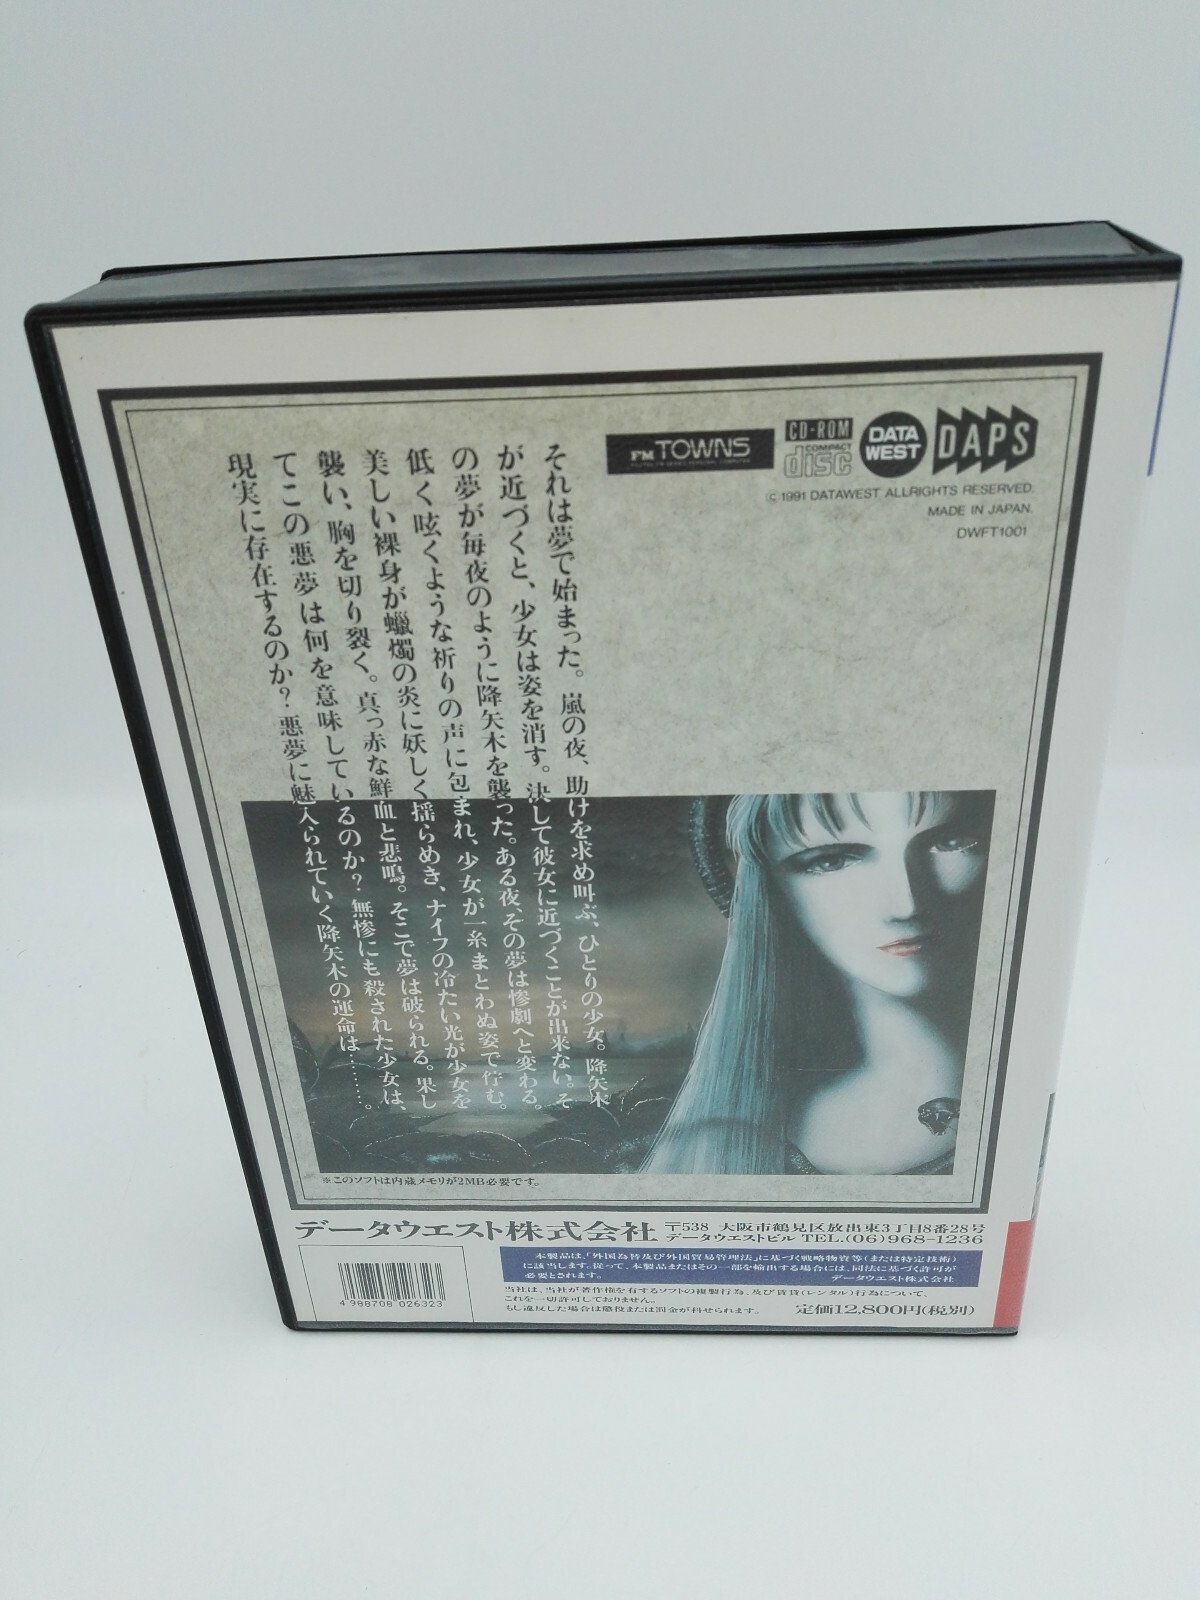 FM TOWNS
CD-ROM
COMPACT
disc
DATA
WEST
DAPS
© 1991 DATAWEST ALLRIGHTS RESERVED.
MADE IN JAPAN.
DWFT1001
それは夢で始まった。嵐の夜、助けを求め叫ぶ、ひとりの少女。降矢木
が近づくと、少女は姿を消す。決して彼女に近づくことが出来ない。そ
の夢が毎夜のように降矢木を襲った。ある夜、その夢は惨劇へと変わる。
低く呟くような祈りの声に包まれ、少女が一糸まとわぬ姿で佇む。
美しい裸身が蠟燭の炎に妖しく揺らめき、ナイフの冷たい光が少女を
襲い、胸を切り裂く。真っ赤な鮮血と悲鳴。そこで夢は破られる。果し
てこの悪夢は何を意味しているのか？無惨にも殺された少女は、
現実に存在するのか？悪夢に魅入られていく降矢木の運命は………。
※このソフトは内蔵メモリが2MB必要です。
データウエスト株式会社 〒538 大阪市鶴見区放出東3丁目8番28号
データウエストビル TEL.(06)968-1236
本製品は、「外国為替及び外国貿易管理法」に基づく戦略物資等(または特定技術)
に該当します。従って、本製品またはその一部を輸出する場合には、同法に基づく許可が
必要とされます。 データウエスト株式会社
当社は、当社が著作権を有するソフトの複製行為、及び賃貸(レンタル)行為について、
これを一切許可しておりません。
もし違反した場合は懲役または罰金が科せられます。 定価12,800円(税別)
4 988708 026323